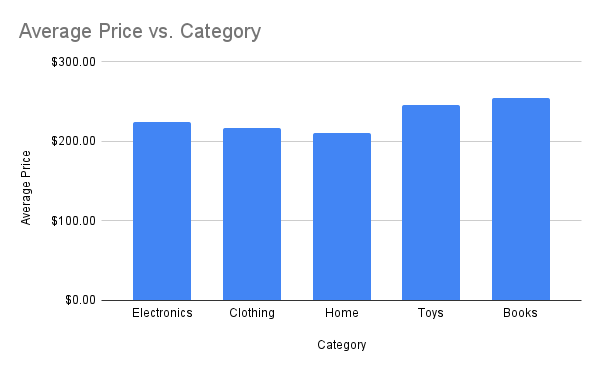 Average Price vs. Category
$300.00
$200.00
$100.00
$0.00
Average Price
Electronics Clothing Home Toys Books
Category